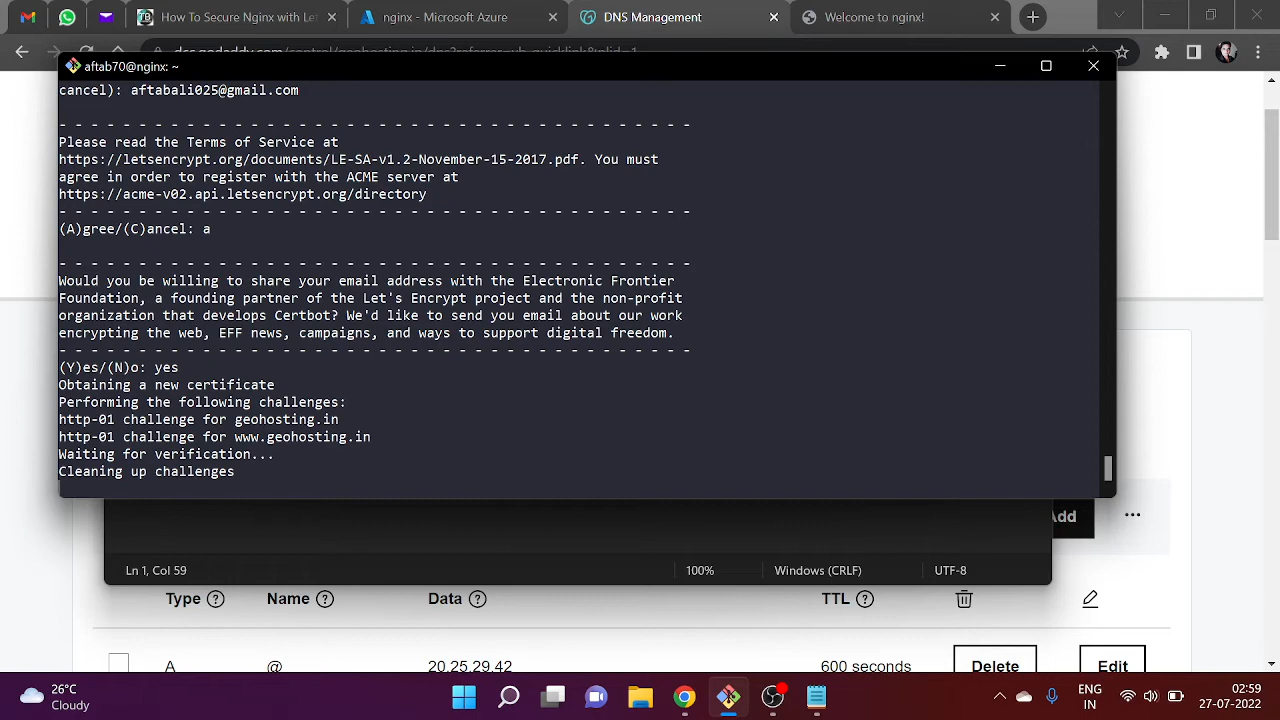 How To Secure Nginx with Let
nginx - Microsoft Azure
DNS Management
Welcome to nginx!
aftab70@nginx: ~
cancel): aftabali025@gmail.com
- - - - - - - - - - - - - - - - - - - - - - - - - - - - - - - - - - - - - - - -
Please read the Terms of Service at
https://letsencrypt.org/documents/LE-SA-v1.2-November-15-2017.pdf. You must
agree in order to register with the ACME server at
https://acme-v02.api.letsencrypt.org/directory
- - - - - - - - - - - - - - - - - - - - - - - - - - - - - - - - - - - - - - - -
(A)gree/(C)ancel: a
- - - - - - - - - - - - - - - - - - - - - - - - - - - - - - - - - - - - - - - -
Would you be willing to share your email address with the Electronic Frontier
Foundation, a founding partner of the Let's Encrypt project and the non-profit
organization that develops Certbot? We'd like to send you email about our work
encrypting the web, EFF news, campaigns, and ways to support digital freedom.
- - - - - - - - - - - - - - - - - - - - - - - - - - - - - - - - - - - - - - - -
(Y)es/(N)o: yes
Obtaining a new certificate
Performing the following challenges:
http-01 challenge for geohosting.in
http-01 challenge for www.geohosting.in
Waiting for verification...
Cleaning up challenges
Add
Ln 1, Col 59
100%
Windows (CRLF)
UTF-8
Type
Name
Data
TTL
A
@
20.25.29.42
600 seconds
Delete
Edit
26°C
Cloudy
ENG
IN
02:59
27-07-2022